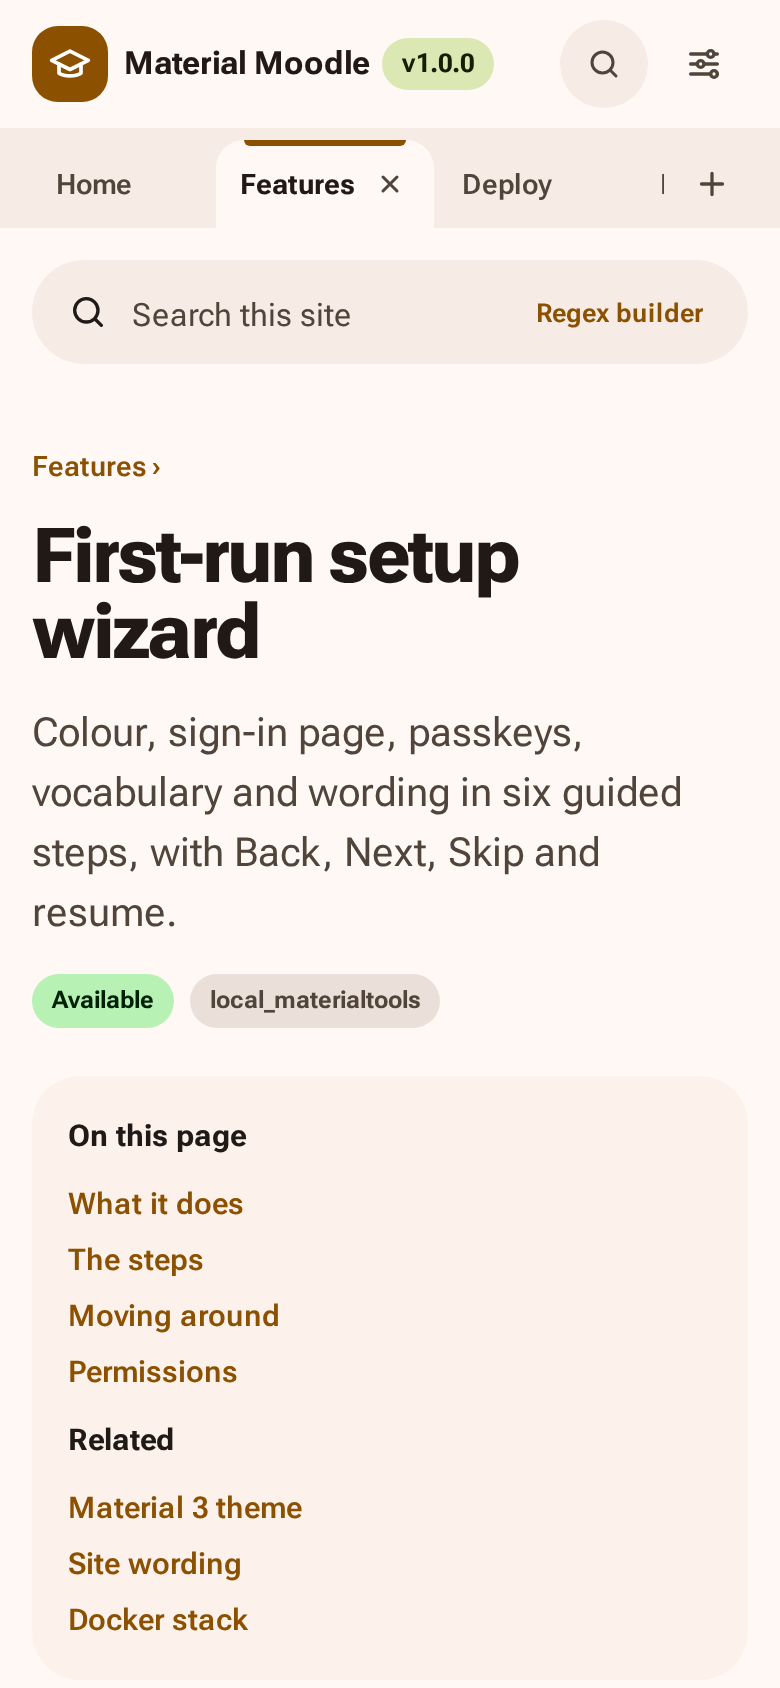 Material Moodle v1.0.0
Home Features Deploy
Search this site Regex builder
Features ›
First-run setup
wizard
Colour, sign-in page, passkeys,
vocabulary and wording in six guided
steps, with Back, Next, Skip and
resume.
Available local_materialtools
On this page
What it does
The steps
Moving around
Permissions
Related
Material 3 theme
Site wording
Docker stack